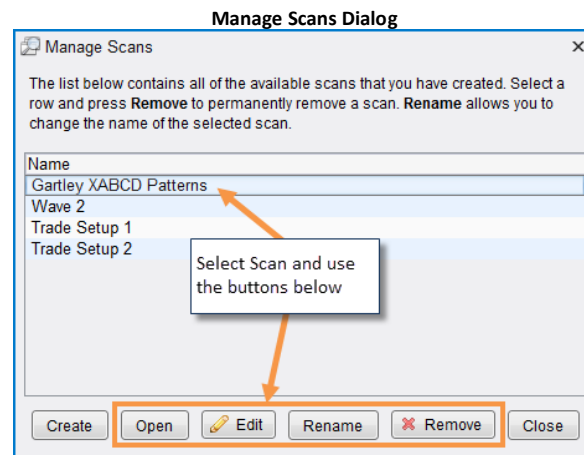 Manage Scans Dialog
Manage Scans
The list below contains all of the available scans that you have created. Select a
row and press Remove to permanently remove a scan. Rename allows you to
change the name of the selected scan.
Name
Gartley XABCD Patterns
Wave 2
Trade Setup 1
Trade Setup 2
Select Scan and use
the buttons below
Create Open Edit Rename Remove Close